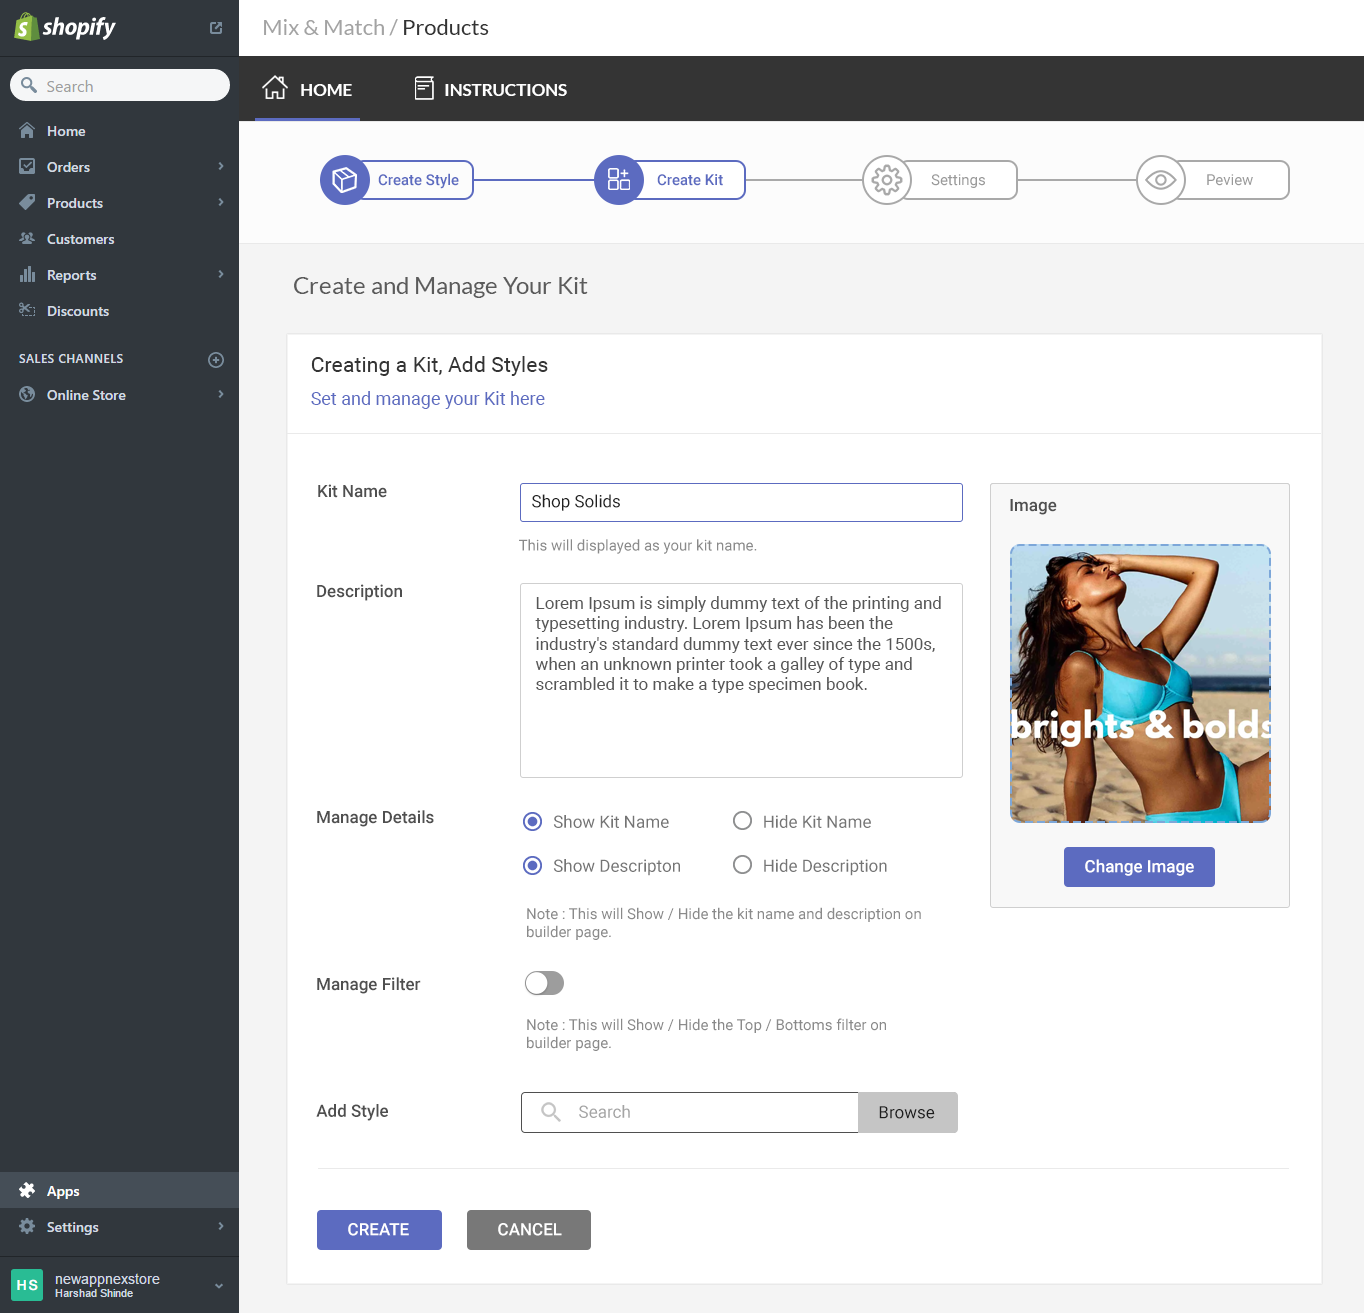 shopify
Mix & Match / Products
Search
HOME
INSTRUCTIONS
Home
Orders
Products
Customers
Reports
Discounts
SALES CHANNELS
Online Store
Create Style
Create Kit
Settings
Peview
Create and Manage Your Kit
Creating a Kit, Add Styles
Set and manage your Kit here
Kit Name
Shop Solids
This will displayed as your kit name.
Description
Lorem Ipsum is simply dummy text of the printing and
typesetting industry. Lorem Ipsum has been the
industry's standard dummy text ever since the 1500s,
when an unknown printer took a galley of type and
scrambled it to make a type specimen book.
Image
brights & bolds
Change Image
Manage Details
Show Kit Name
Hide Kit Name
Show Descripton
Hide Description
Note : This will Show / Hide the kit name and description on
builder page.
Manage Filter
Note : This will Show / Hide the Top / Bottoms filter on
builder page.
Add Style
Search
Browse
CREATE
CANCEL
Apps
Settings
HS
newappnexstore
Harshad Shinde